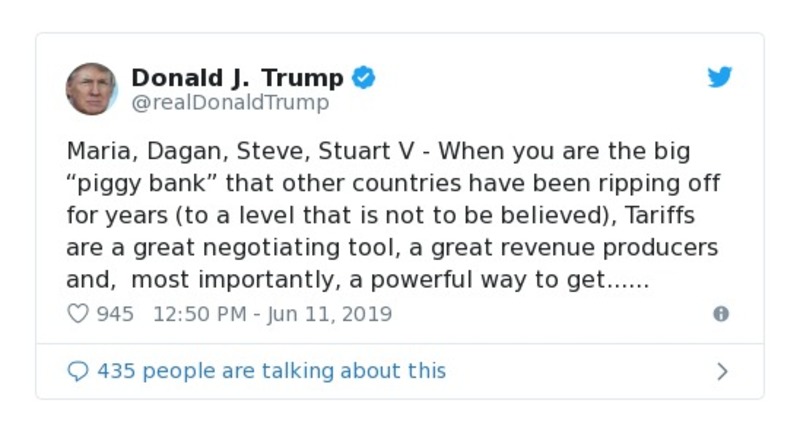 Donald J. Trump
@realDonaldTrump
Maria, Dagan, Steve, Stuart V - When you are the big
“piggy bank” that other countries have been ripping off
for years (to a level that is not to be believed), Tariffs
are a great negotiating tool, a great revenue producers
and,  most importantly, a powerful way to get......
945 12:50 PM - Jun 11, 2019
435 people are talking about this